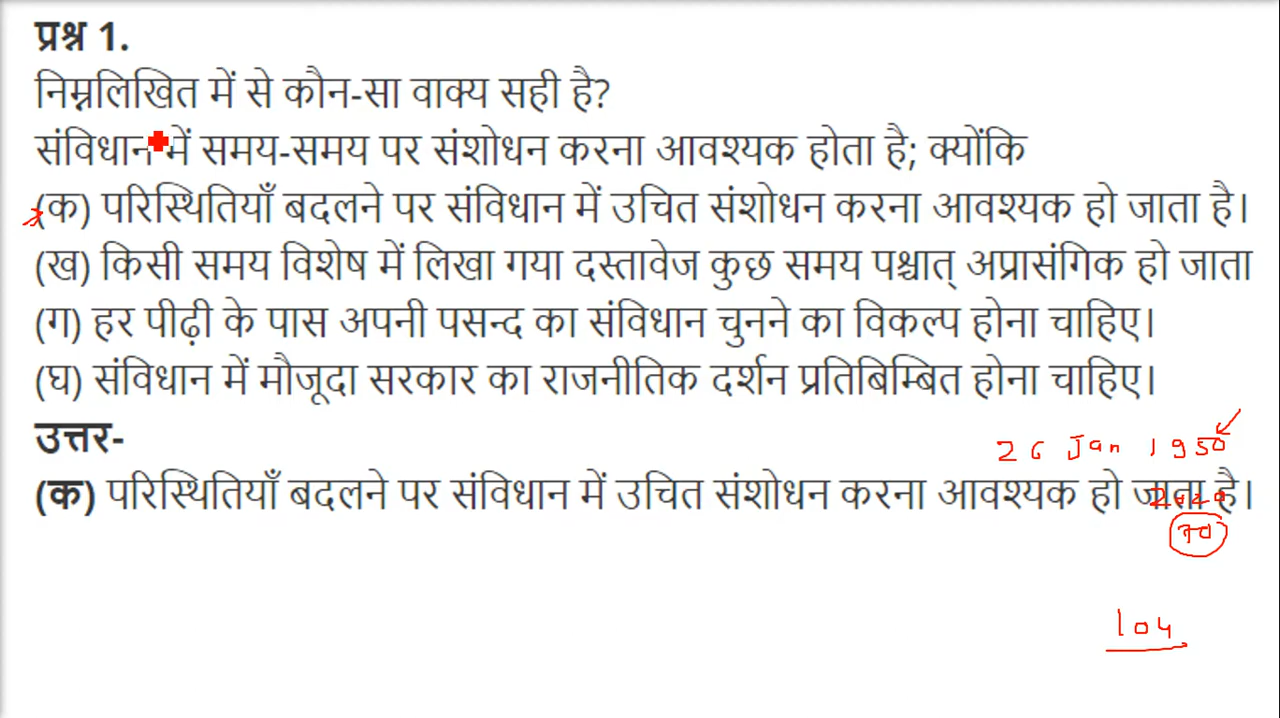 प्रश्न 1.
निम्नलिखित में से कौन-सा वाक्य सही है?
संविधान में समय-समय पर संशोधन करना आवश्यक होता है; क्योंकि
(क) परिस्थितियाँ बदलने पर संविधान में उचित संशोधन करना आवश्यक हो जाता है।
(ख) किसी समय विशेष में लिखा गया दस्तावेज कुछ समय पश्चात् अप्रासंगिक हो जाता
(ग) हर पीढ़ी के पास अपनी पसन्द का संविधान चुनने का विकल्प होना चाहिए।
(घ) संविधान में मौजूदा सरकार का राजनीतिक दर्शन प्रतिबिम्बित होना चाहिए।
उत्तर-
26 Jan 1950
(क) परिस्थितियाँ बदलने पर संविधान में उचित संशोधन करना आवश्यक हो जाता है।
2020
70
104